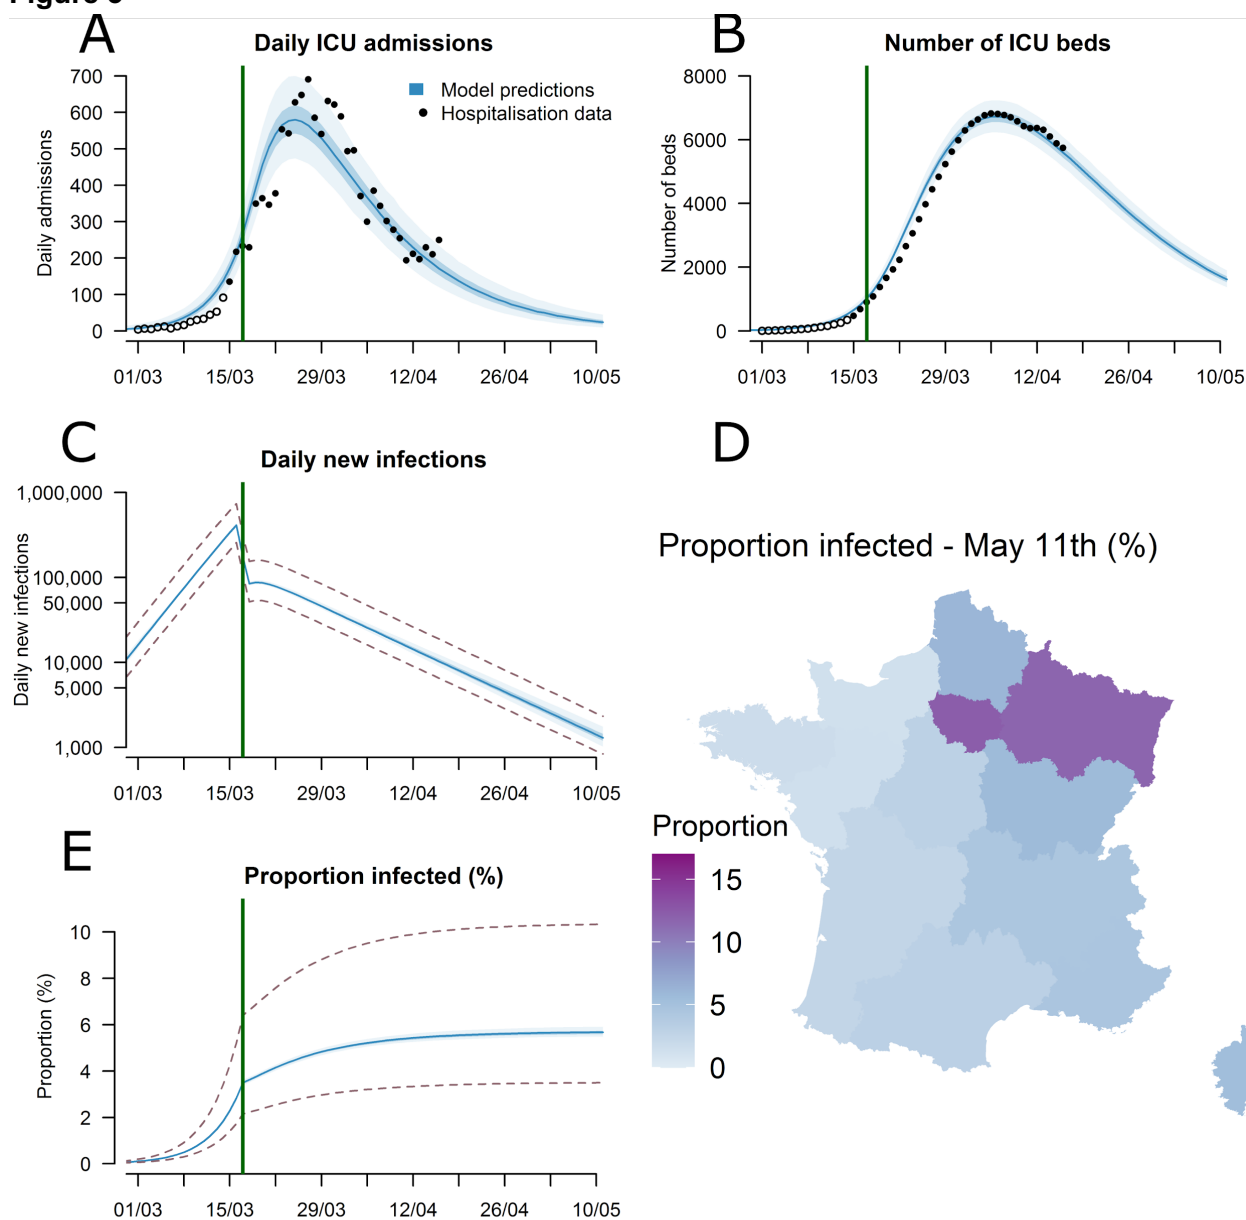 A
Daily ICU admissions
700
600
500
400
300
200
100
0
Daily admissions
Model predictions
Hospitalisation data
01/03 15/03 29/03 12/04 26/04 10/05
B
Number of ICU beds
8000
6000
4000
2000
0
Number of beds
01/03 15/03 29/03 12/04 26/04 10/05
C
Daily new infections
1,000,000
100,000
50,000
10,000
5,000
1,000
Daily new infections
01/03 15/03 29/03 12/04 26/04 10/05
D
Proportion infected - May 11th (%)
Proportion
15
10
5
0
E
Proportion infected (%)
10
8
6
4
2
0
Proportion (%)
01/03 15/03 29/03 12/04 26/04 10/05